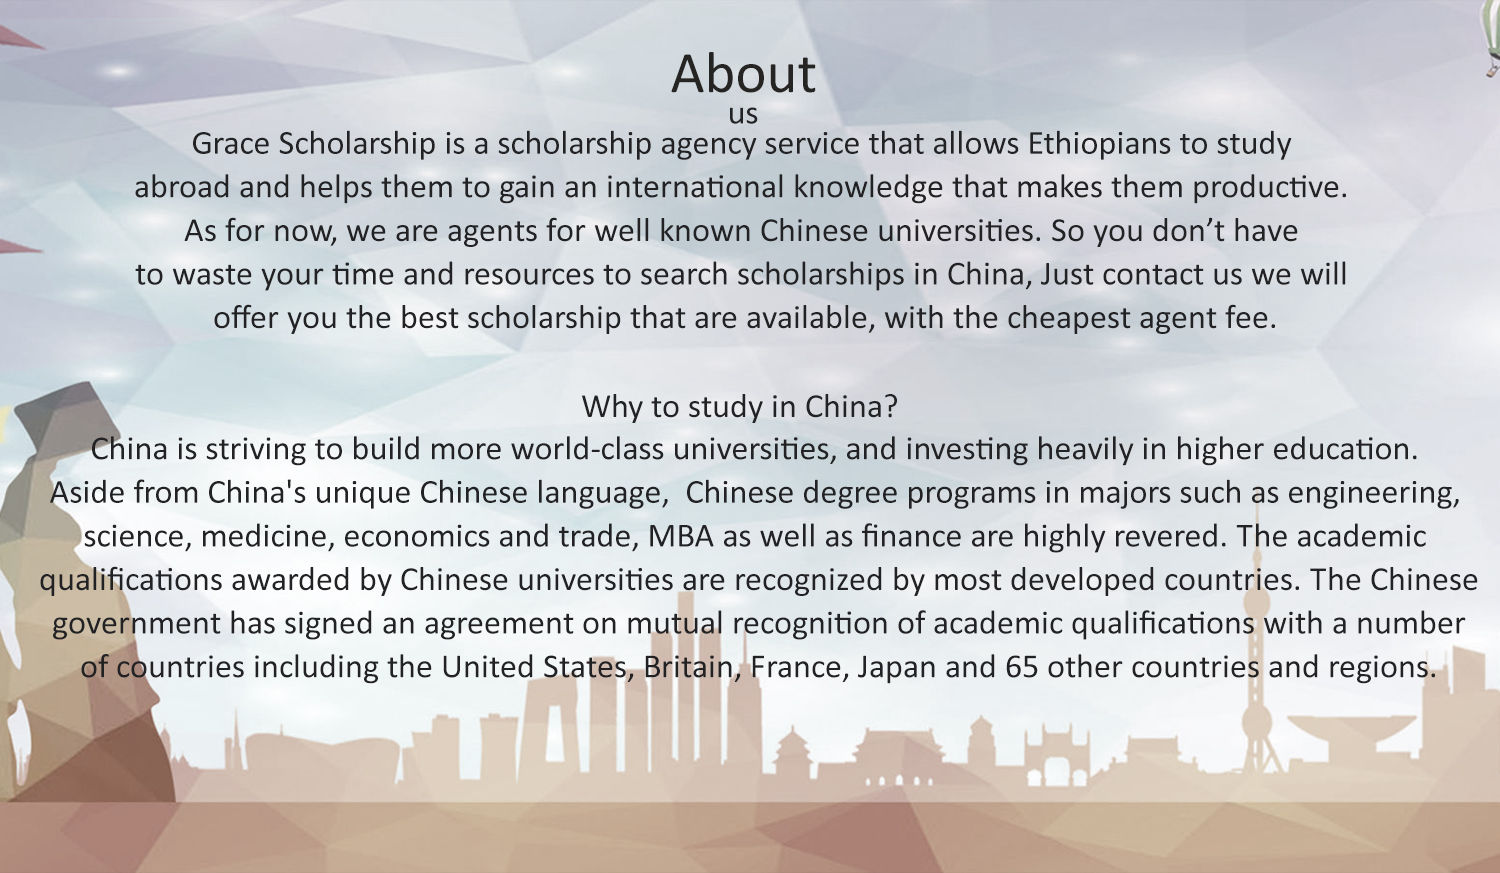 About
us
Grace Scholarship is a scholarship agency service that allows Ethiopians to study
abroad and helps them to gain an international knowledge that makes them productive.
As for now, we are agents for well known Chinese universities. So you don’t have
to waste your time and resources to search scholarships in China, Just contact us we will
offer you the best scholarship that are available, with the cheapest agent fee.
Why to study in China?
China is striving to build more world-class universities, and investing heavily in higher education.
Aside from China's unique Chinese language,  Chinese degree programs in majors such as engineering,
science, medicine, economics and trade, MBA as well as finance are highly revered. The academic
qualifications awarded by Chinese universities are recognized by most developed countries. The Chinese
government has signed an agreement on mutual recognition of academic qualifications with a number
of countries including the United States, Britain, France, Japan and 65 other countries and regions.